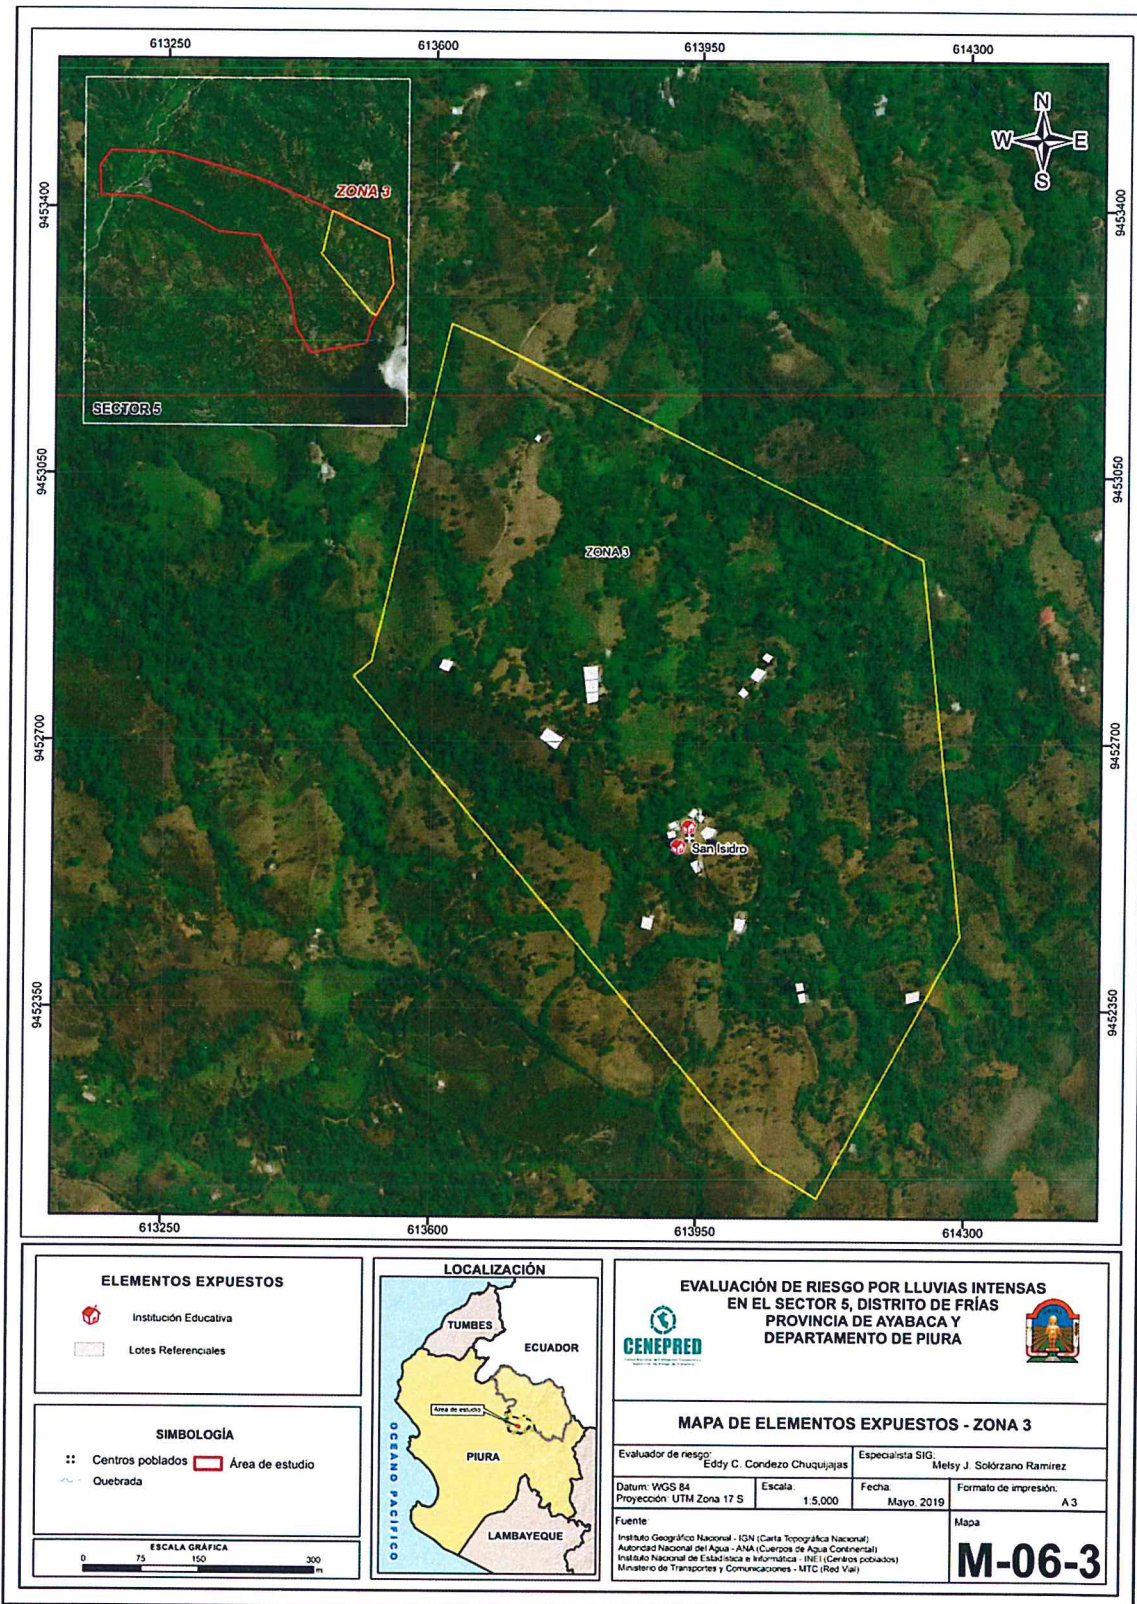 613250 613600 613950 614300
N
W E
S
ZONA 3
9453400 9453400
SECTOR 5
9453050 9453050
ZONA 3
9452700 9452700
San Isidro
9452350 9452350
613250 613600 613950 614300
ELEMENTOS EXPUESTOS
Institución Educativa
Lotes Referenciales
SIMBOLOGÍA
Centros poblados
Área de estudio
Quebrada
ESCALA GRÁFICA
0 75 150 300
m
LOCALIZACIÓN
TUMBES
ECUADOR
Área de estudio
PIURA
OCEANO PACÍFICO
LAMBAYEQUE
EVALUACIÓN DE RIESGO POR LLUVIAS INTENSAS
EN EL SECTOR 5, DISTRITO DE FRÍAS
PROVINCIA DE AYABACA Y
DEPARTAMENTO DE PIURA
CENEPRED
MAPA DE ELEMENTOS EXPUESTOS - ZONA 3
Evaluador de riesgo:
Eddy C. Condezo Chuquijajas
Especialista SIG:
Melsy J. Solórzano Ramirez
Datum: WGS 84
Proyección: UTM Zona 17 S
Escala:
1:5,000
Fecha:
Mayo, 2019
Formato de impresión:
A 3
Fuente
Instituto Geográfico Nacional - IGN (Carta Topográfica Nacional)
Autoridad Nacional del Agua - ANA (Cuerpos de Agua Continental)
Instituto Nacional de Estadística e Informática - INEI (Centros poblados)
Ministerio de Transportes y Comunicaciones - MTC (Red Vial)
Mapa
M-06-3